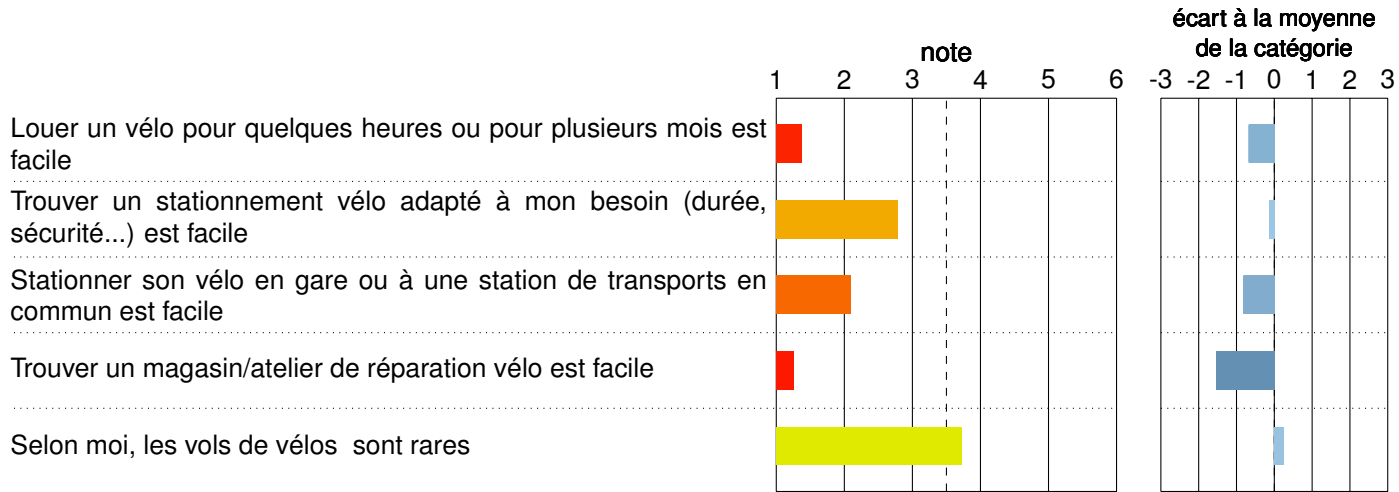 écart à la moyenne
de la catégorie
note
1 2 3 4 5 6
-3 -2 -1 0 1 2 3
Louer un vélo pour quelques heures ou pour plusieurs mois est
facile
Trouver un stationnement vélo adapté à mon besoin (durée,
sécurité...) est facile
Stationner son vélo en gare ou à une station de transports en
commun est facile
Trouver un magasin/atelier de réparation vélo est facile
Selon moi, les vols de vélos sont rares